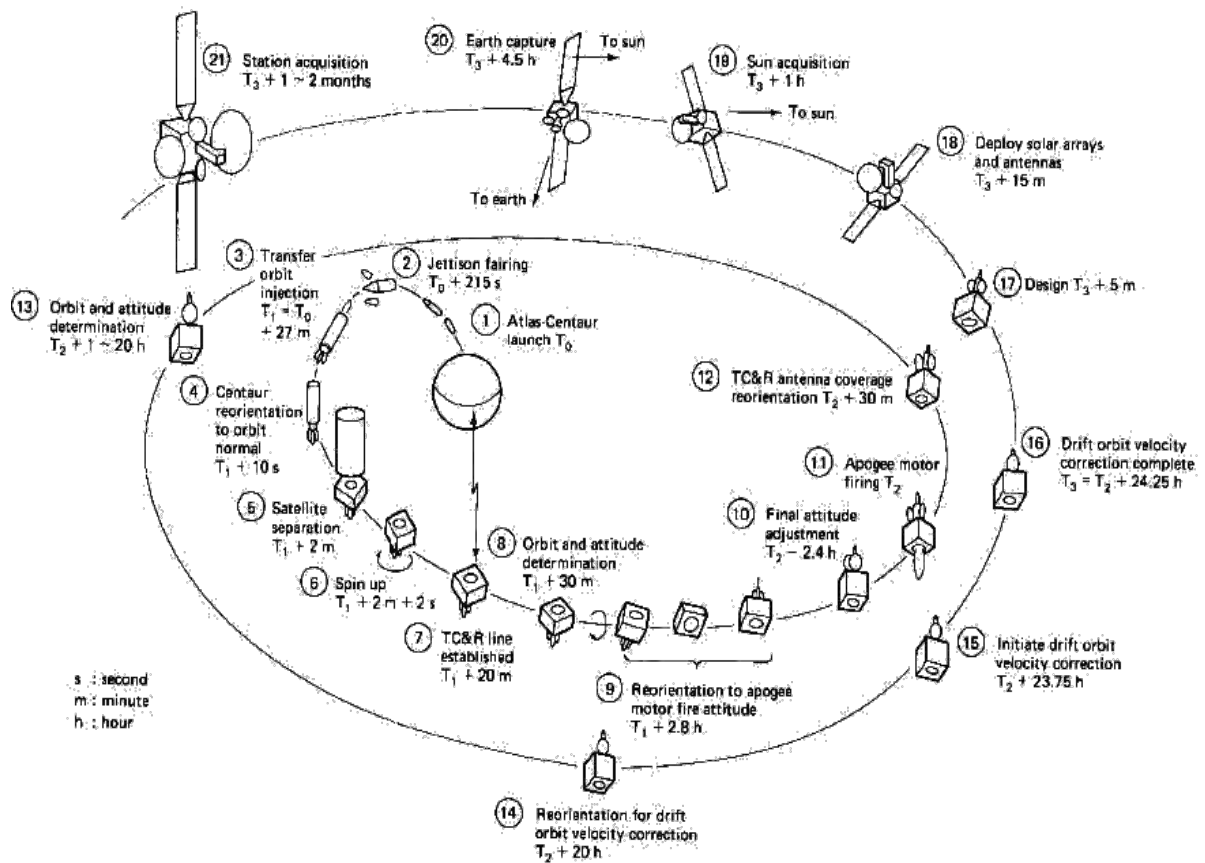 21 Station acquisition
T3 + 1 ~ 2 months
20 Earth capture
T3 + 4.5 h
To sun
19 Sun acquisition
T3 + 1 h
To sun
18 Deploy solar arrays
and antennas
T3 + 15 m
To earth
17 Design T3 + 5 m
3 Transfer
orbit
injection
T1 = T0
+ 27 m
2 Jettison fairing
T0 + 215 s
1 Atlas-Centaur
launch T0
13 Orbit and attitude
determination
T2 + 1 ~ 20 h
4 Centaur
reorientation
to orbit
normal
T1 + 10 s
12 TC&R antenna coverage
reorientation T2 + 30 m
16 Drift orbit velocity
correction complete
T3 = T2 + 24.25 h
11 Apogee motor
firing T2
5 Satellite
separation
T1 + 2 m
10 Final attitude
adjustment
T2 - 2.4 h
8 Orbit and attitude
determination
T1 + 30 m
6 Spin up
T1 + 2 m + 2 s
7 TC&R line
established
T1 + 20 m
15 Initiate drift orbit
velocity correction
T2 + 23.75 h
9 Reorientation to apogee
motor fire attitude
T1 + 2.8 h
s : second
m : minute
h : hour
14 Reorientation for drift
orbit velocity correction
T2 + 20 h